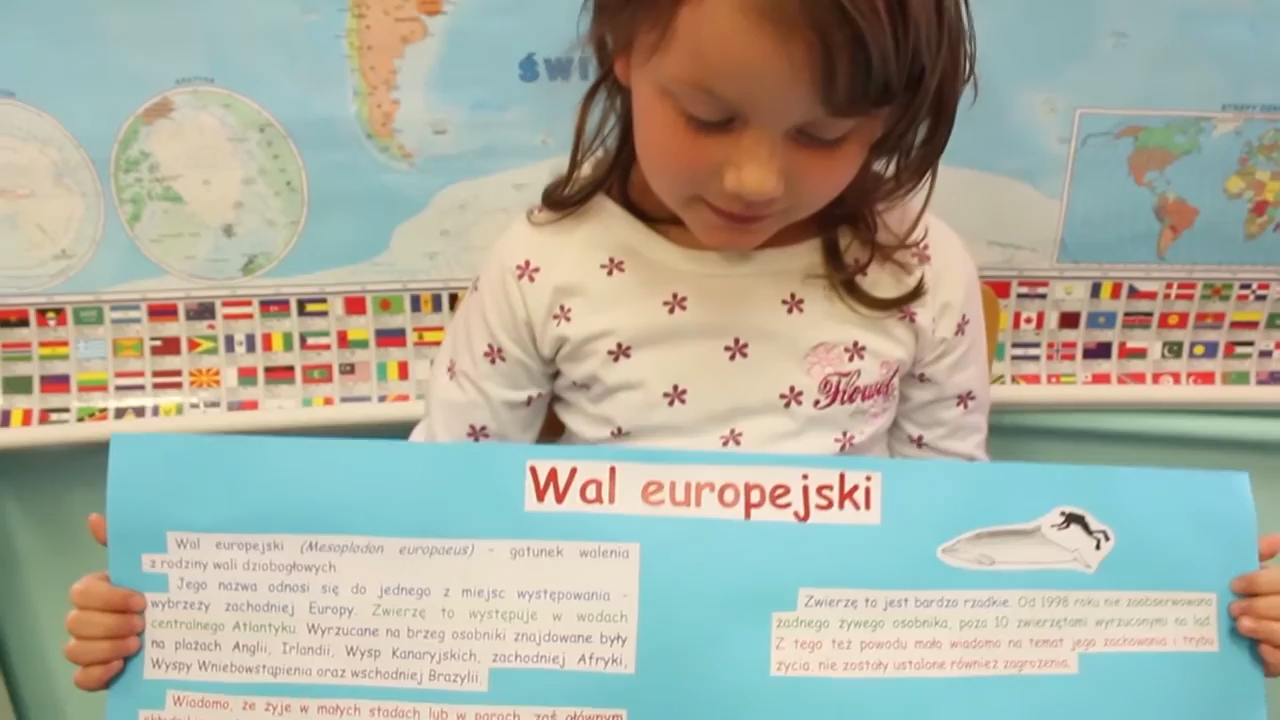 ŚWI
Flower
Wal europejski
Wal europejski (Mesoplodon europaeus) - gatunek walenia
z rodziny wali dziobogłowych.
Jego nazwa odnosi się do jednego z miejsc występowania -
wybrzeży zachodniej Europy. Zwierzę to występuje w wodach
centralnego Atlantyku. Wyrzucane na brzeg osobniki znajdowane były
na plażach Anglii, Irlandii, Wysp Kanaryjskich, zachodniej Afryki,
Wyspy Wniebowstąpienia oraz wschodniej Brazylii.
Wiadomo, że żyje w małych stadach lub w parach, zaś głównym
Zwierzę to jest bardzo rzadkie. Od 1998 roku nie zaobserwowano
żadnego żywego osobnika, poza 10 zwierzętami wyrzuconymi na ląd.
Z tego też powodu mało wiadomo na temat jego zachowania i trybu
życia, nie zostały ustalone również zagrożenia.